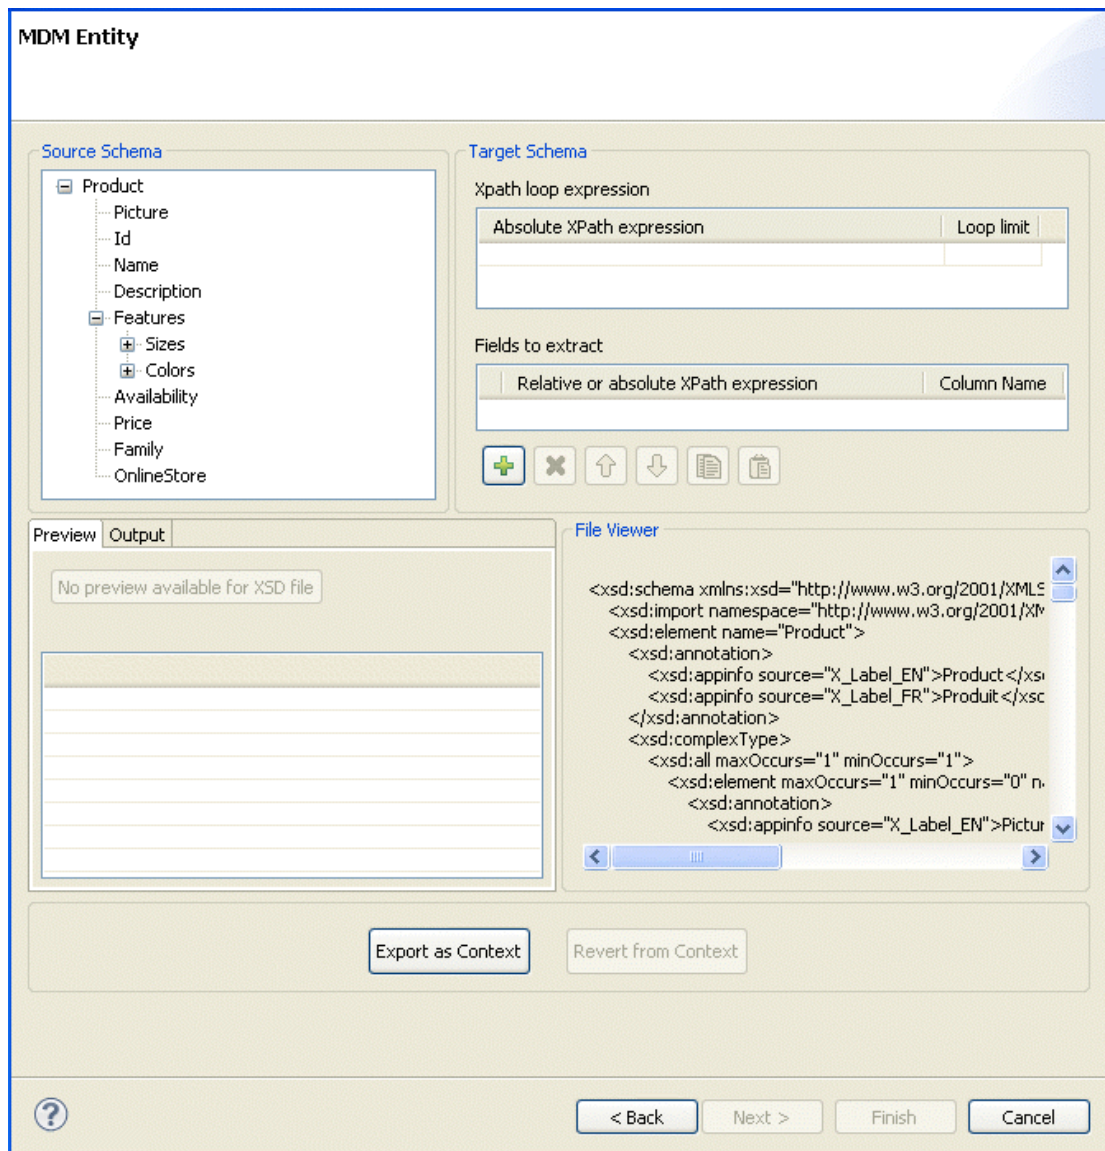 MDM Entity
Source Schema
Product
Picture
Id
Name
Description
Features
Sizes
Colors
Availability
Price
Family
OnlineStore
Target Schema
Xpath loop expression
Absolute XPath expression Loop limit
Fields to extract
Relative or absolute XPath expression Column Name
Preview Output
No preview available for XSD file
File Viewer
<xsd:schema xmlns:xsd="http://www.w3.org/2001/XMLS
<xsd:import namespace="http://www.w3.org/2001/XM
<xsd:element name="Product">
<xsd:annotation>
<xsd:appinfo source="X_Label_EN">Product</xs
<xsd:appinfo source="X_Label_FR">Produit</xsc
</xsd:annotation>
<xsd:complexType>
<xsd:all maxOccurs="1" minOccurs="1">
<xsd:element maxOccurs="1" minOccurs="0" n
<xsd:annotation>
<xsd:appinfo source="X_Label_EN">Pictur
Export as Context Revert from Context
< Back Next > Finish Cancel